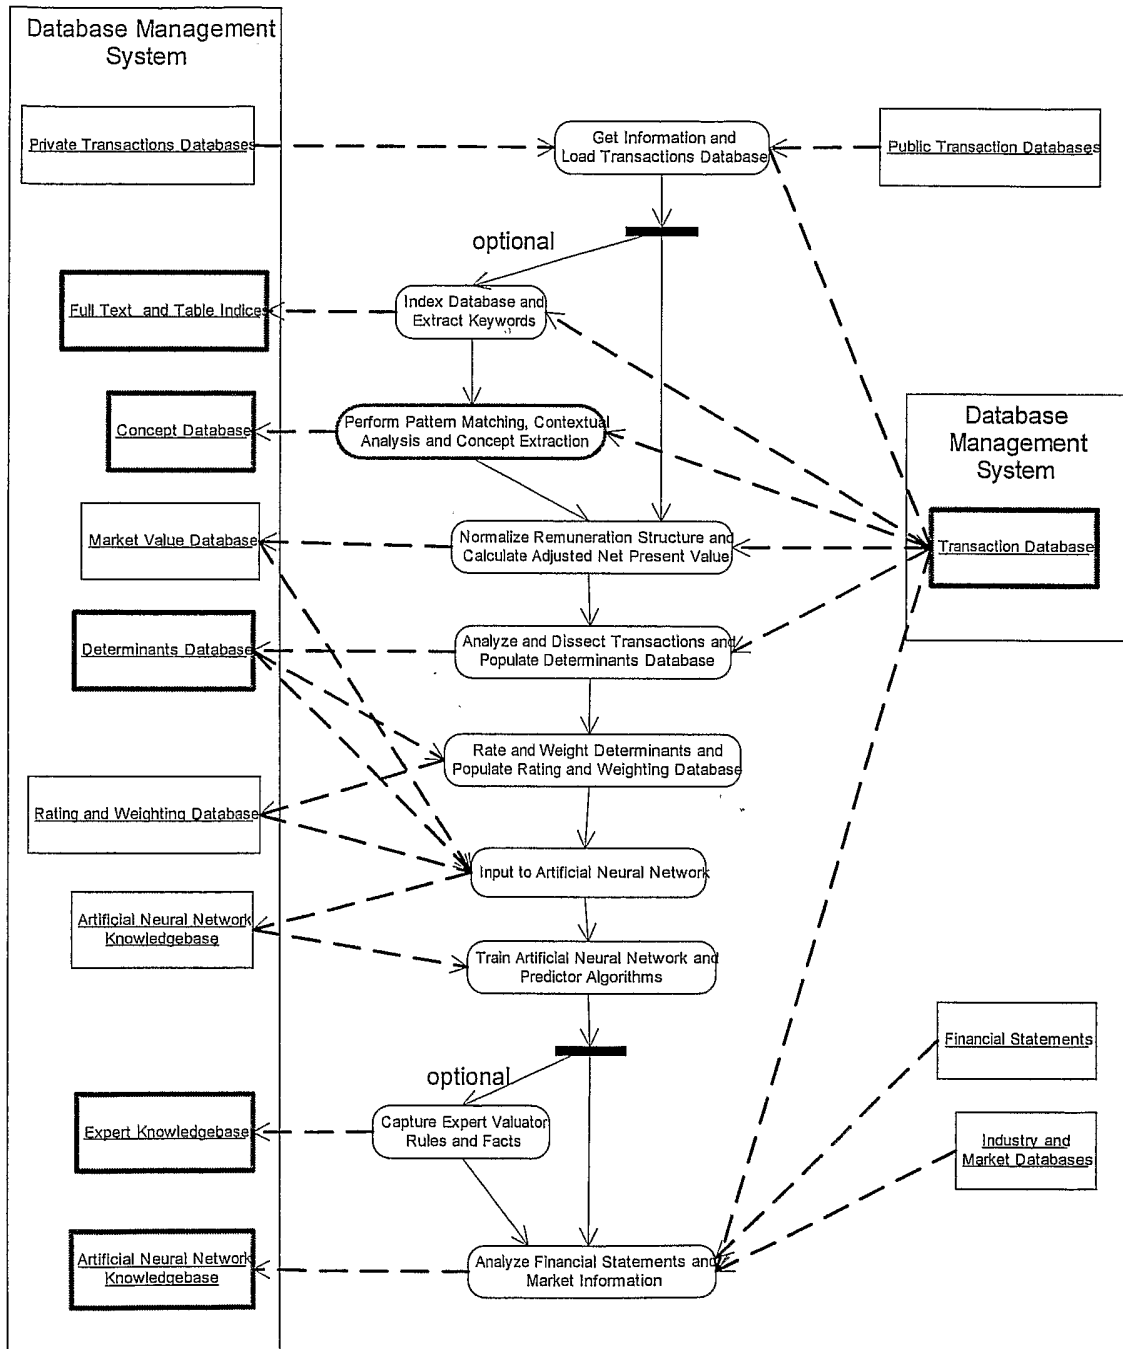 Database Management
System
Private Transactions Databases
Get Information and
Load Transactions Database
Public Transaction Databases
optional
Full Text and Table Indices
Index Database and
Extract Keywords
Concept Database
Perform Pattern Matching, Contextual
Analysis and Concept Extraction
Database
Management
System
Market Value Database
Normalize Remuneration Structure and
Calculate Adjusted Net Present Value
Transaction Database
Determinants Database
Analyze and Dissect Transactions and
Populate Determinants Database
Rate and Weight Determinants and
Populate Rating and Weighting Database
Rating and Weighting Database
Input to Artificial Neural Network
Artificial Neural Network
Knowledgebase
Train Artificial Neural Network and
Predictor Algorithms
Financial Statements
optional
Expert Knowledgebase
Capture Expert Valuator
Rules and Facts
Industry and
Market Databases
Artificial Neural Network
Knowledgebase
Analyze Financial Statements and
Market Information